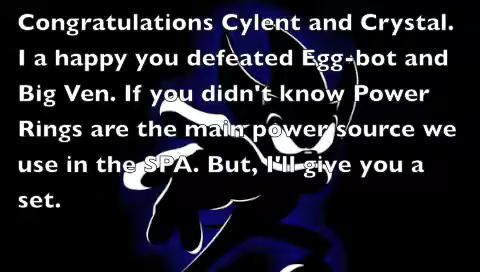 Congratulations Cylent and Crystal.
I a happy you defeated Egg-bot and
Big Ven. If you didn't know Power
Rings are the main power source we
use in the SPA. But, I'll give you a
set.